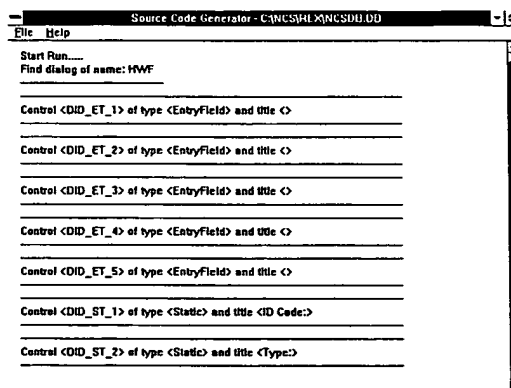 Source Code Generator - C:\NCS\REX\NCSDB.DD
File Help
Start Run.....
Find dialog of name: HWF
Control <DID_ET_1> of type <EntryField> and title <>
Control <DID_ET_2> of type <EntryField> and title <>
Control <DID_ET_3> of type <EntryField> and title <>
Control <DID_ET_4> of type <EntryField> and title <>
Control <DID_ET_5> of type <EntryField> and title <>
Control <DID_ST_1> of type <Static> and title <ID Code:>
Control <DID_ST_2> of type <Static> and title <Type:>